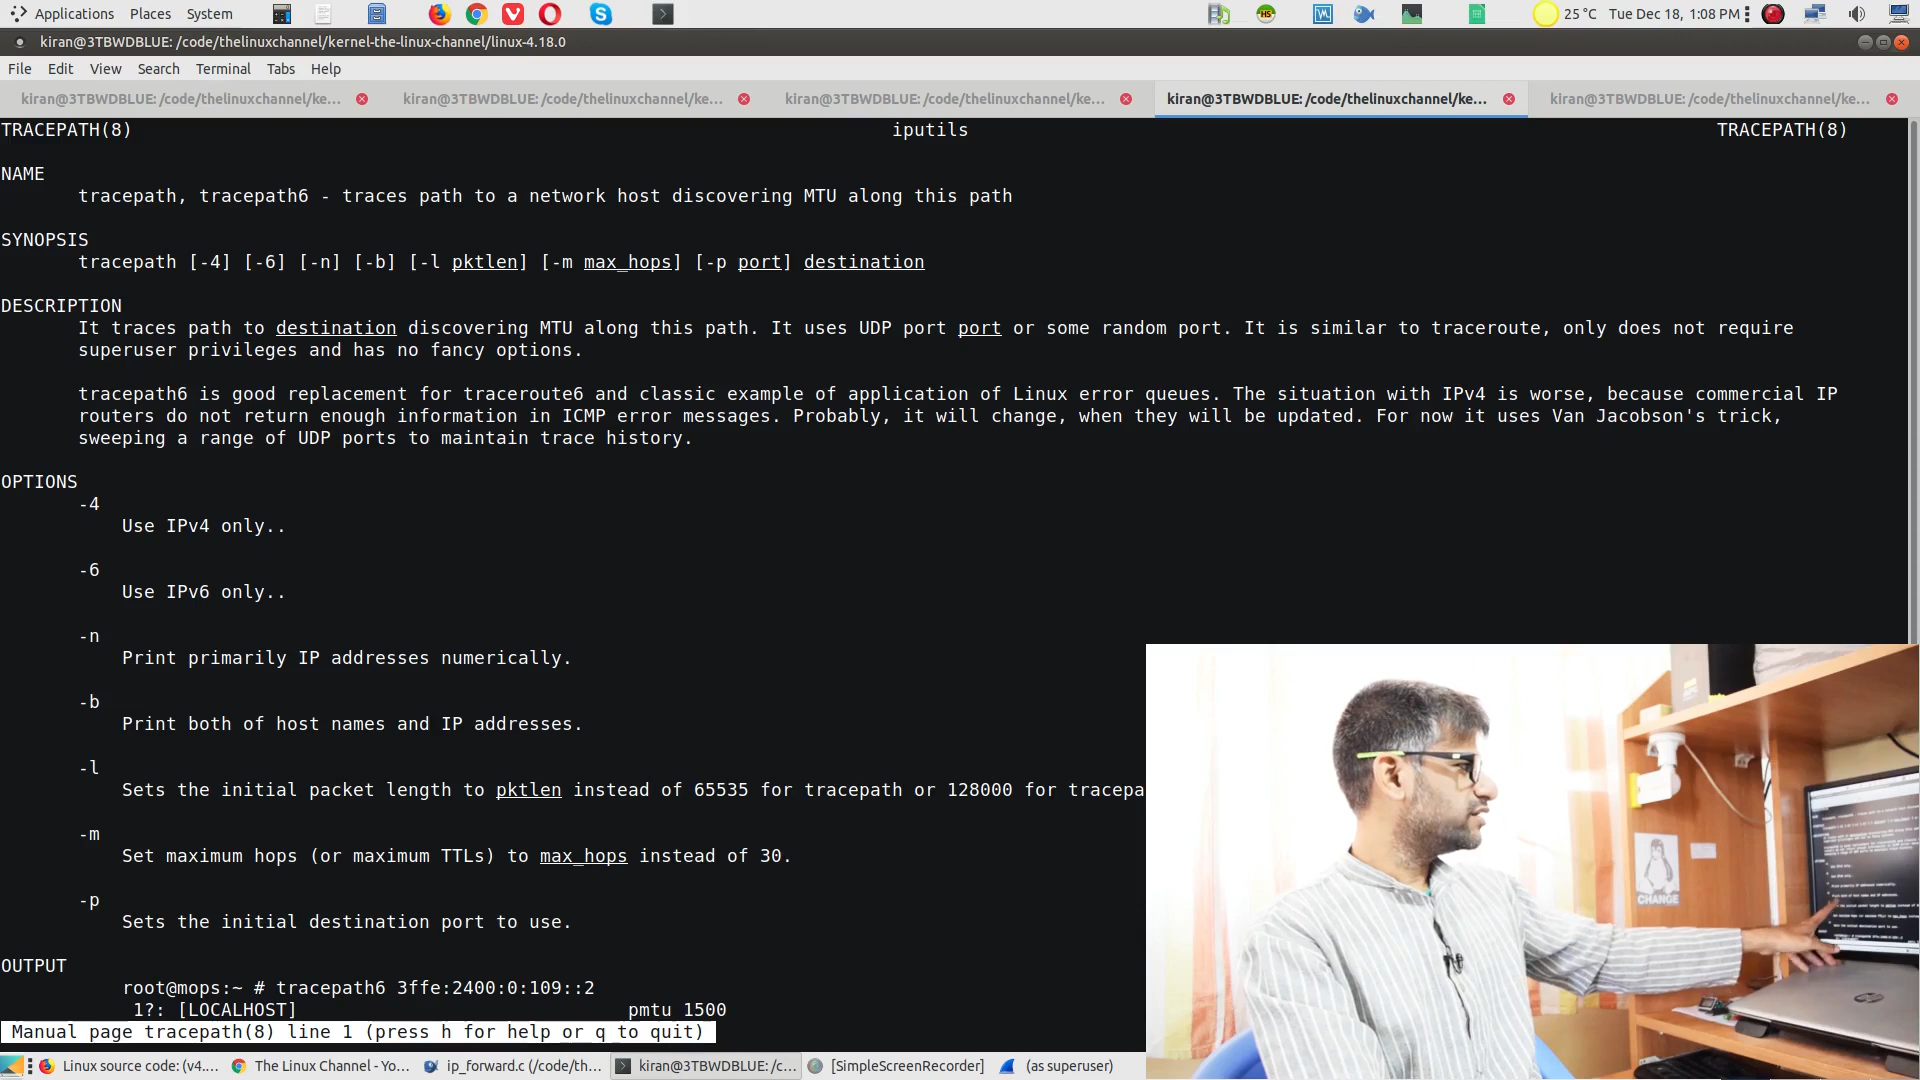 Applications Places System
25 °C Tue Dec 18, 1:08 PM
kiran@3TBWDBLUE: /code/thelinuxchannel/kernel-the-linux-channel/linux-4.18.0
File Edit View Search Terminal Tabs Help
kiran@3TBWDBLUE: /code/thelinuxchannel/ke... kiran@3TBWDBLUE: /code/thelinuxchannel/ke... kiran@3TBWDBLUE: /code/thelinuxchannel/ke... kiran@3TBWDBLUE: /code/thelinuxchannel/ke... kiran@3TBWDBLUE: /code/thelinuxchannel/ke...
TRACEPATH(8) iputils TRACEPATH(8)
NAME
tracepath, tracepath6 - traces path to a network host discovering MTU along this path
SYNOPSIS
tracepath [-4] [-6] [-n] [-b] [-l pktlen] [-m max_hops] [-p port] destination
DESCRIPTION
It traces path to destination discovering MTU along this path. It uses UDP port port or some random port. It is similar to traceroute, only does not require
superuser privileges and has no fancy options.
tracepath6 is good replacement for traceroute6 and classic example of application of Linux error queues. The situation with IPv4 is worse, because commercial IP
routers do not return enough information in ICMP error messages. Probably, it will change, when they will be updated. For now it uses Van Jacobson's trick,
sweeping a range of UDP ports to maintain trace history.
OPTIONS
-4
Use IPv4 only..
-6
Use IPv6 only..
-n
Print primarily IP addresses numerically.
-b
Print both of host names and IP addresses.
-l
Sets the initial packet length to pktlen instead of 65535 for tracepath or 128000 for tracepa
-m
Set maximum hops (or maximum TTLs) to max_hops instead of 30.
-p
Sets the initial destination port to use.
OUTPUT
root@mops:~ # tracepath6 3ffe:2400:0:109::2
1?: [LOCALHOST] pmtu 1500
Manual page tracepath(8) line 1 (press h for help or q to quit)
CHANGE
Linux source code: (v4.... The Linux Channel - Yo... ip_forward.c (/code/th... kiran@3TBWDBLUE: /c... [SimpleScreenRecorder] (as superuser)